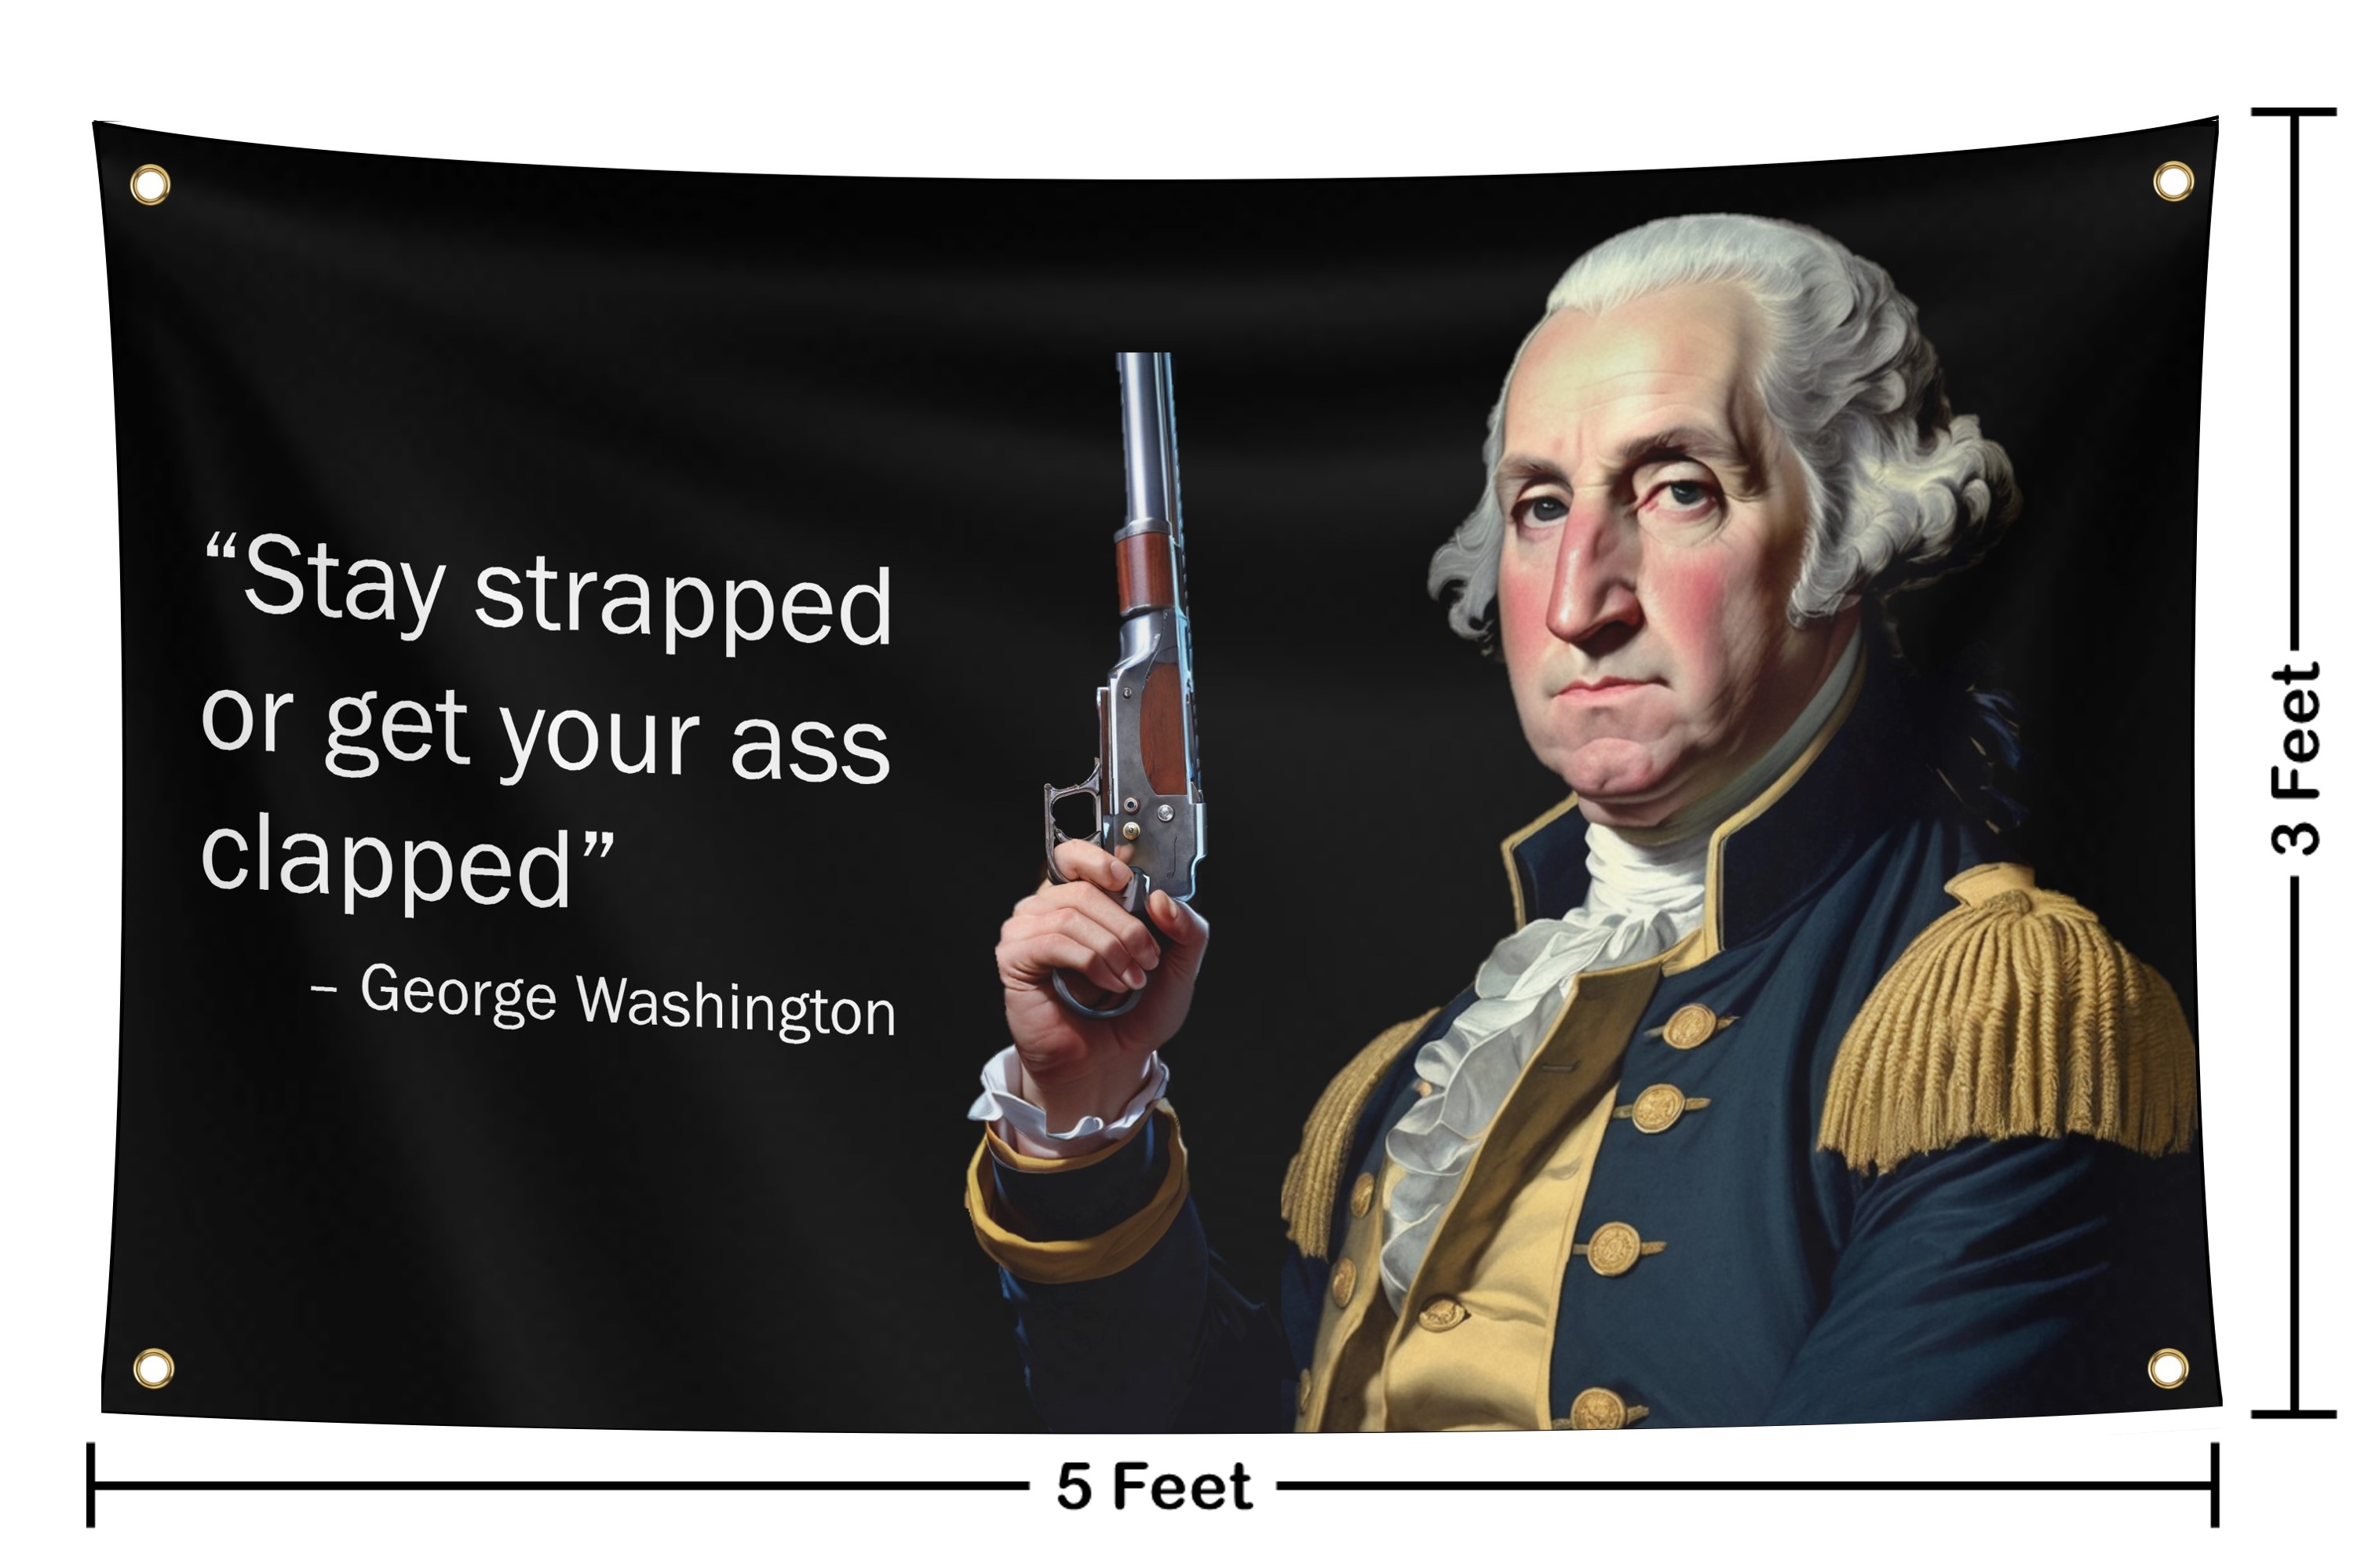 “Stay strapped
or get your ass
clapped”
– George Washington
3 Feet
5 Feet